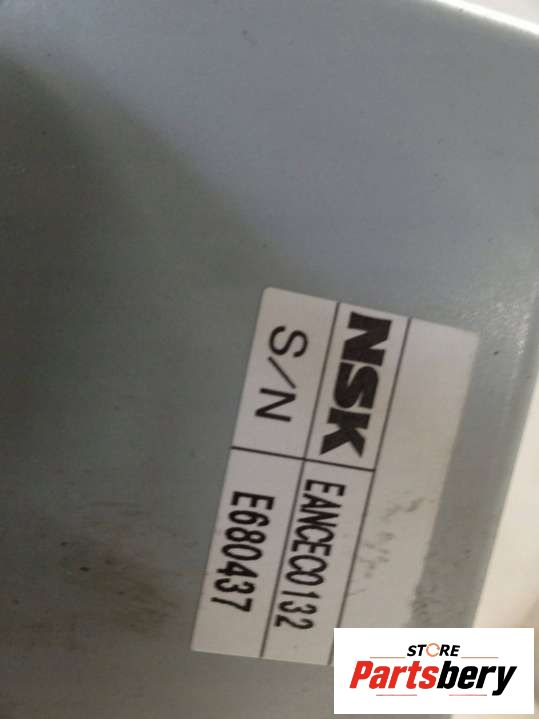 NSK EANCEC0132
S/N E680437
STORE
Partsbery